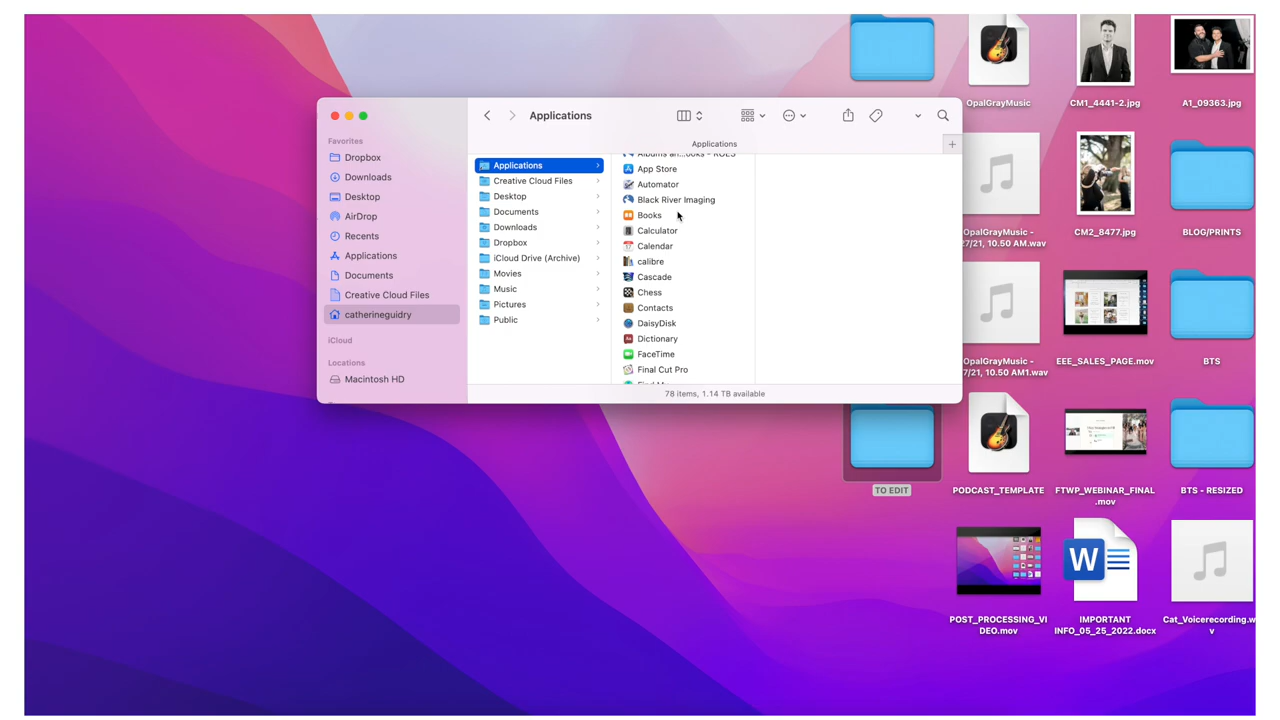 Applications
Applications
Favorites
Dropbox
Downloads
Desktop
AirDrop
Recents
Applications
Documents
Creative Cloud Files
catherineguidry
iCloud
Locations
Macintosh HD
Applications
Creative Cloud Files
Desktop
Documents
Downloads
Dropbox
iCloud Drive (Archive)
Movies
Music
Pictures
Public
App Store
Automator
Black River Imaging
Books
Calculator
Calendar
calibre
Cascade
Chess
Contacts
DaisyDisk
Dictionary
FaceTime
Final Cut Pro
78 items, 1.14 TB available
OpalGrayMusic
CM1_4441-2.jpg
A1_09363.jpg
OpalGrayMusic -
7/21, 10.50 AM.wav
CM2_8477.jpg
BLOG/PRINTS
OpalGrayMusic -
7/21, 10.50 AM1.wav
EEE_SALES_PAGE.mov
BTS
TO EDIT
PODCAST_TEMPLATE
FTWP_WEBINAR_FINAL
.mov
BTS - RESIZED
POST_PROCESSING_VI
DEO.mov
W
IMPORTANT
INFO_05_25_2022.docx
Cat_Voicerecording.w
v